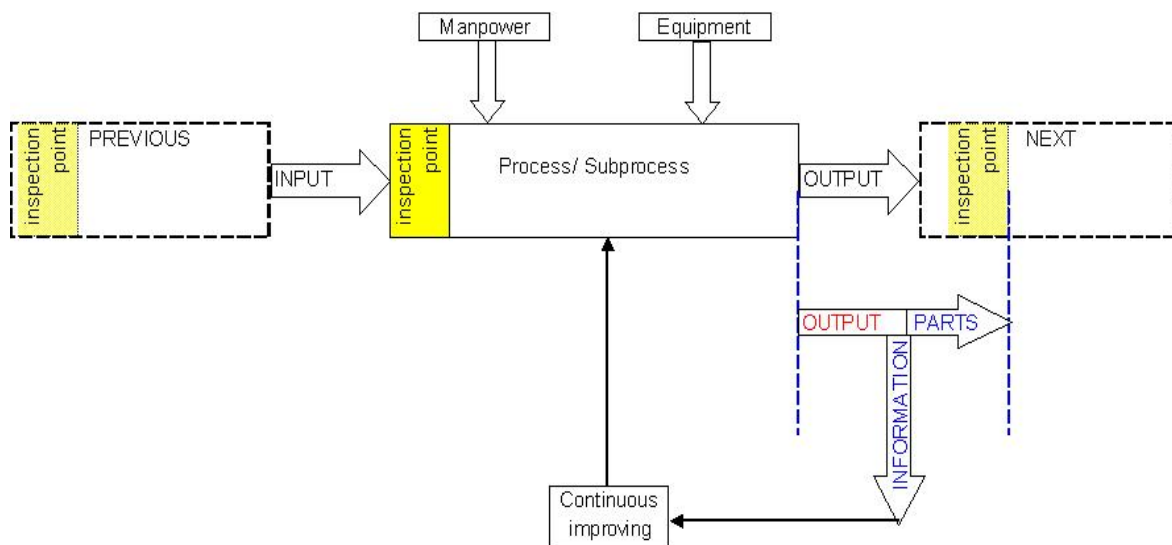 Manpower
Equipment
inspection
point
PREVIOUS
INPUT
inspection
point
Process/ Subprocess
OUTPUT
inspection
point
NEXT
OUTPUT
PARTS
INFORMATION
Continuous
improving